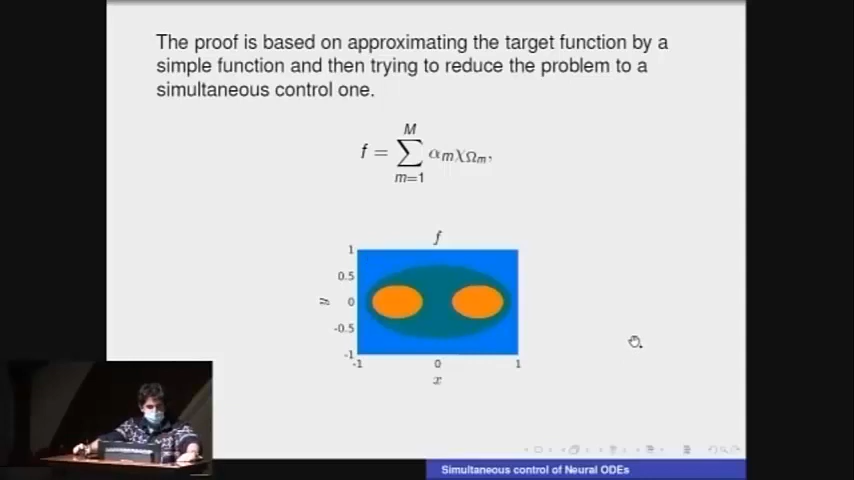 The proof is based on approximating the target function by a
simple function and then trying to reduce the problem to a
simultaneous control one.
M
f = ∑ αmχΩm,
m=1
f
1
0.5
y 0
-0.5
-1
-1 0 1
x
Simultaneous control of Neural ODEs